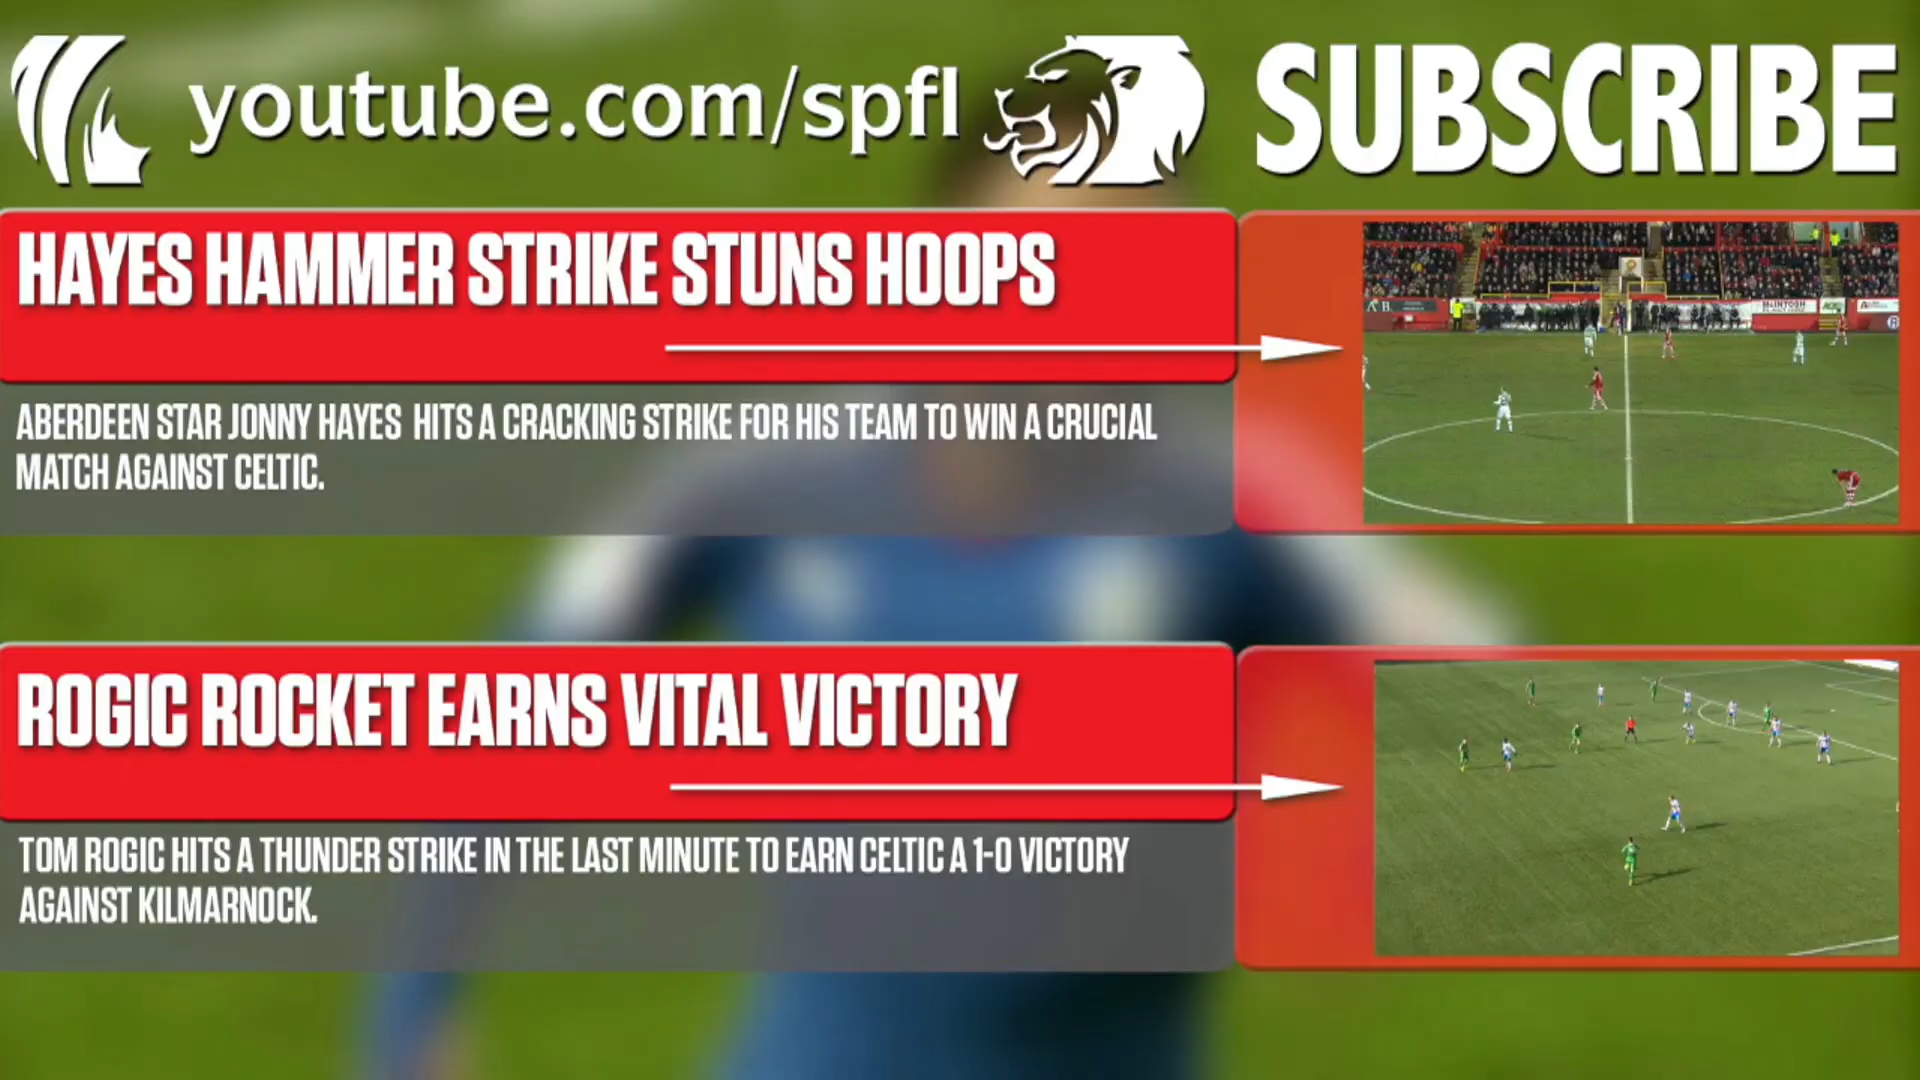 youtube.com/spfl
SUBSCRIBE
HAYES HAMMER STRIKE STUNS HOOPS
ABERDEEN STAR JONNY HAYES HITS A CRACKING STRIKE FOR HIS TEAM TO WIN A CRUCIAL
MATCH AGAINST CELTIC.
McINTOSH
ROGIC ROCKET EARNS VITAL VICTORY
TOM ROGIC HITS A THUNDER STRIKE IN THE LAST MINUTE TO EARN CELTIC A 1-0 VICTORY
AGAINST KILMARNOCK.